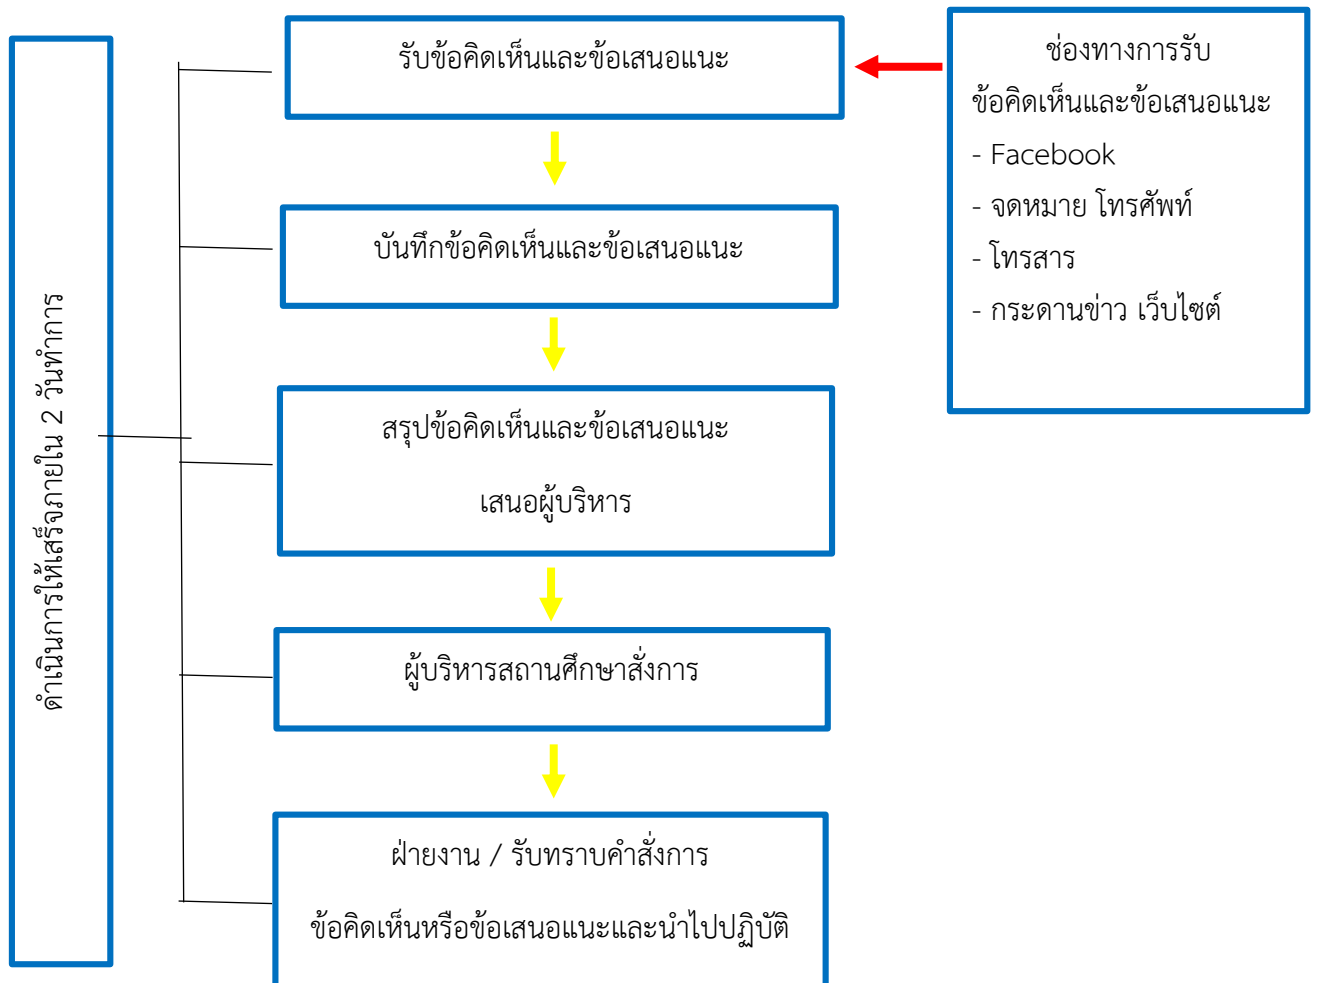 รับข้อคิดเห็นและข้อเสนอแนะ
ช่องทางการรับ
ข้อคิดเห็นและข้อเสนอแนะ
- Facebook
- จดหมาย โทรศัพท์
- โทรสาร
- กระดานข่าว เว็บไซต์
บันทึกข้อคิดเห็นและข้อเสนอแนะ
สรุปข้อคิดเห็นและข้อเสนอแนะ
เสนอผู้บริหาร
ผู้บริหารสถานศึกษาสั่งการ
ฝ่ายงาน / รับทราบคำสั่งการ
ข้อคิดเห็นหรือข้อเสนอแนะและนำไปปฏิบัติ
ดำเนินการให้เสร็จภายใน 2 วันทำการ